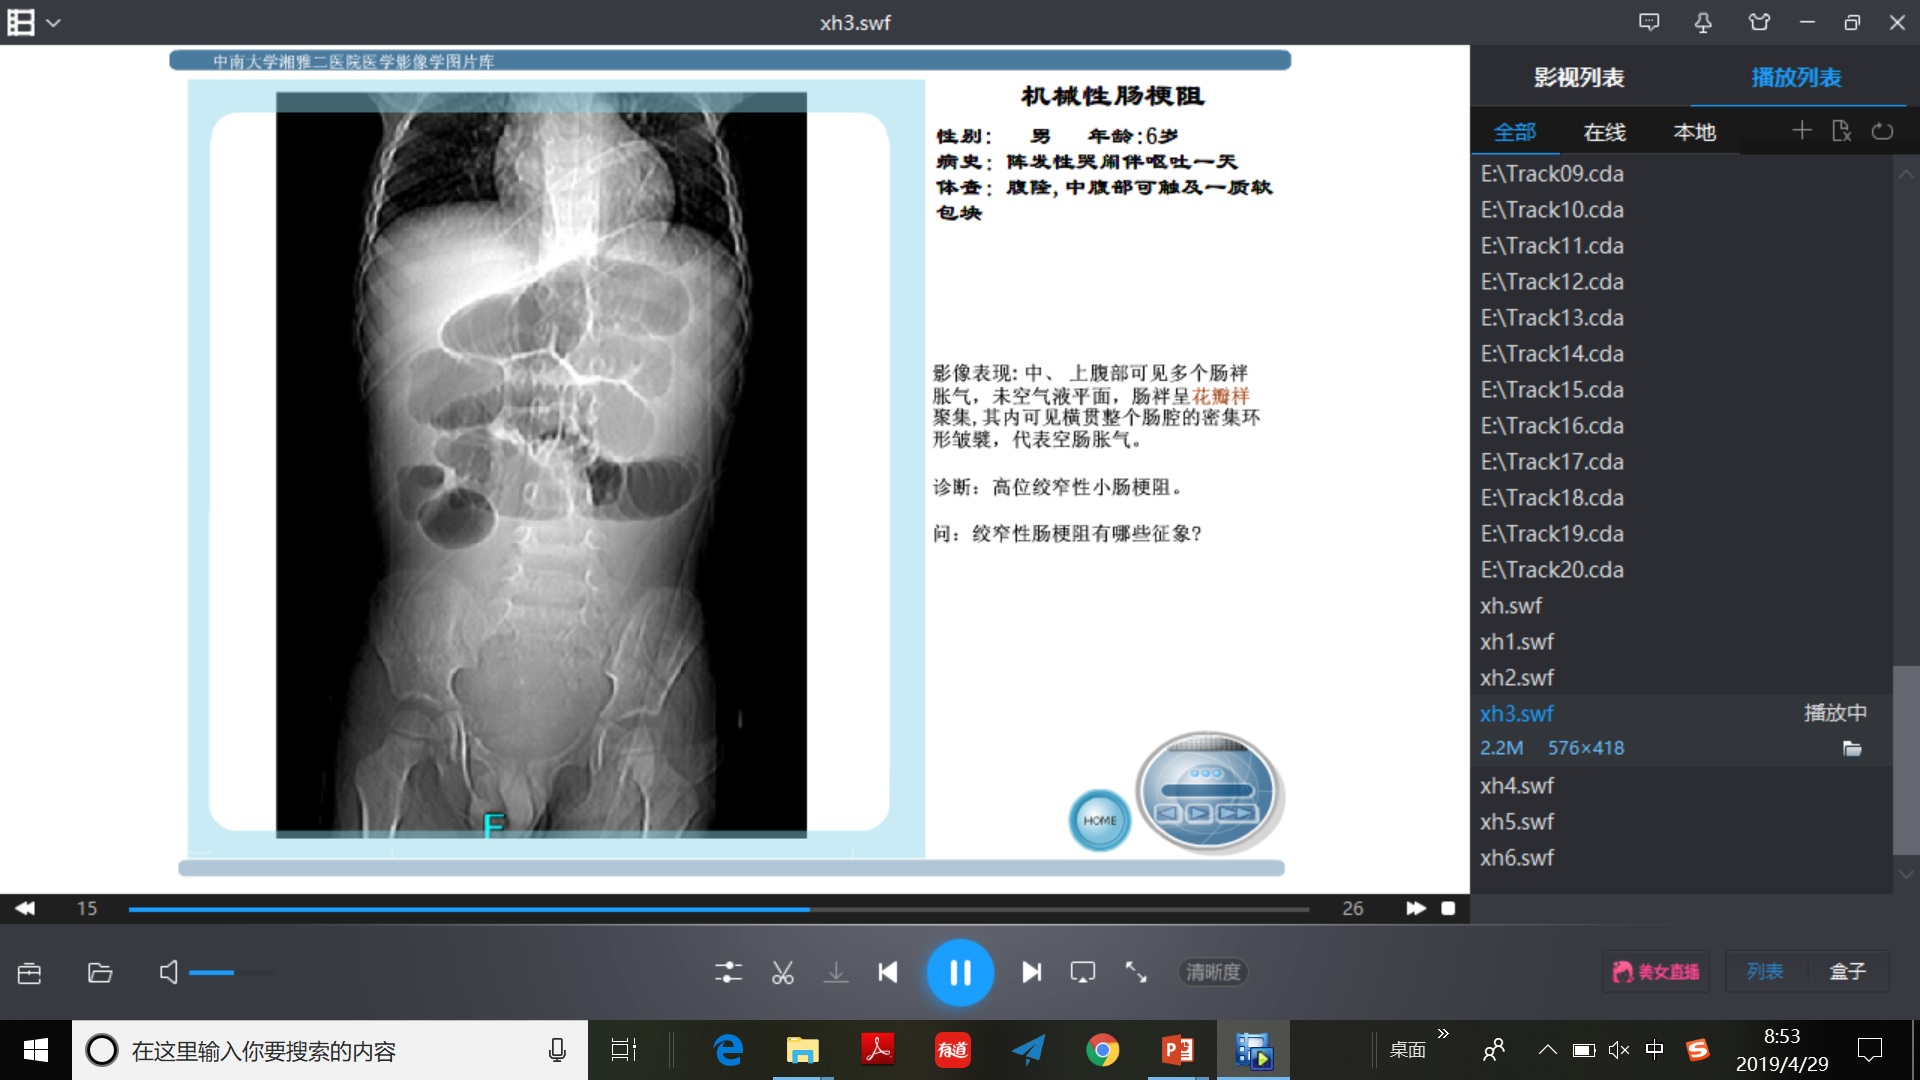 xh3.swf
中南大学湘雅二医院医学影像学图片库
机械性肠梗阻
性别： 男 年龄:6岁
病史：陈发性哭闹伴呕吐一天
体查：腹隆,中腹部可触及一质软
包块
影像表现:中、上腹部可见多个肠袢
胀气，未空气液平面，肠袢呈花瓣样
聚集,其内可见横贯整个肠腔的密集环
形皱襞，代表空肠胀气。
诊断：高位绞窄性小肠梗阻。
问：绞窄性肠梗阻有哪些征象?
F
HOME
影视列表 播放列表
全部 在线 本地
E:\Track09.cda
E:\Track10.cda
E:\Track11.cda
E:\Track12.cda
E:\Track13.cda
E:\Track14.cda
E:\Track15.cda
E:\Track16.cda
E:\Track17.cda
E:\Track18.cda
E:\Track19.cda
E:\Track20.cda
xh.swf
xh1.swf
xh2.swf
xh3.swf 播放中
2.2M 576×418
xh4.swf
xh5.swf
xh6.swf
15 26
清晰度
美女直播 列表 盒子
在这里输入你要搜索的内容
有道
桌面
中
8:53
2019/4/29